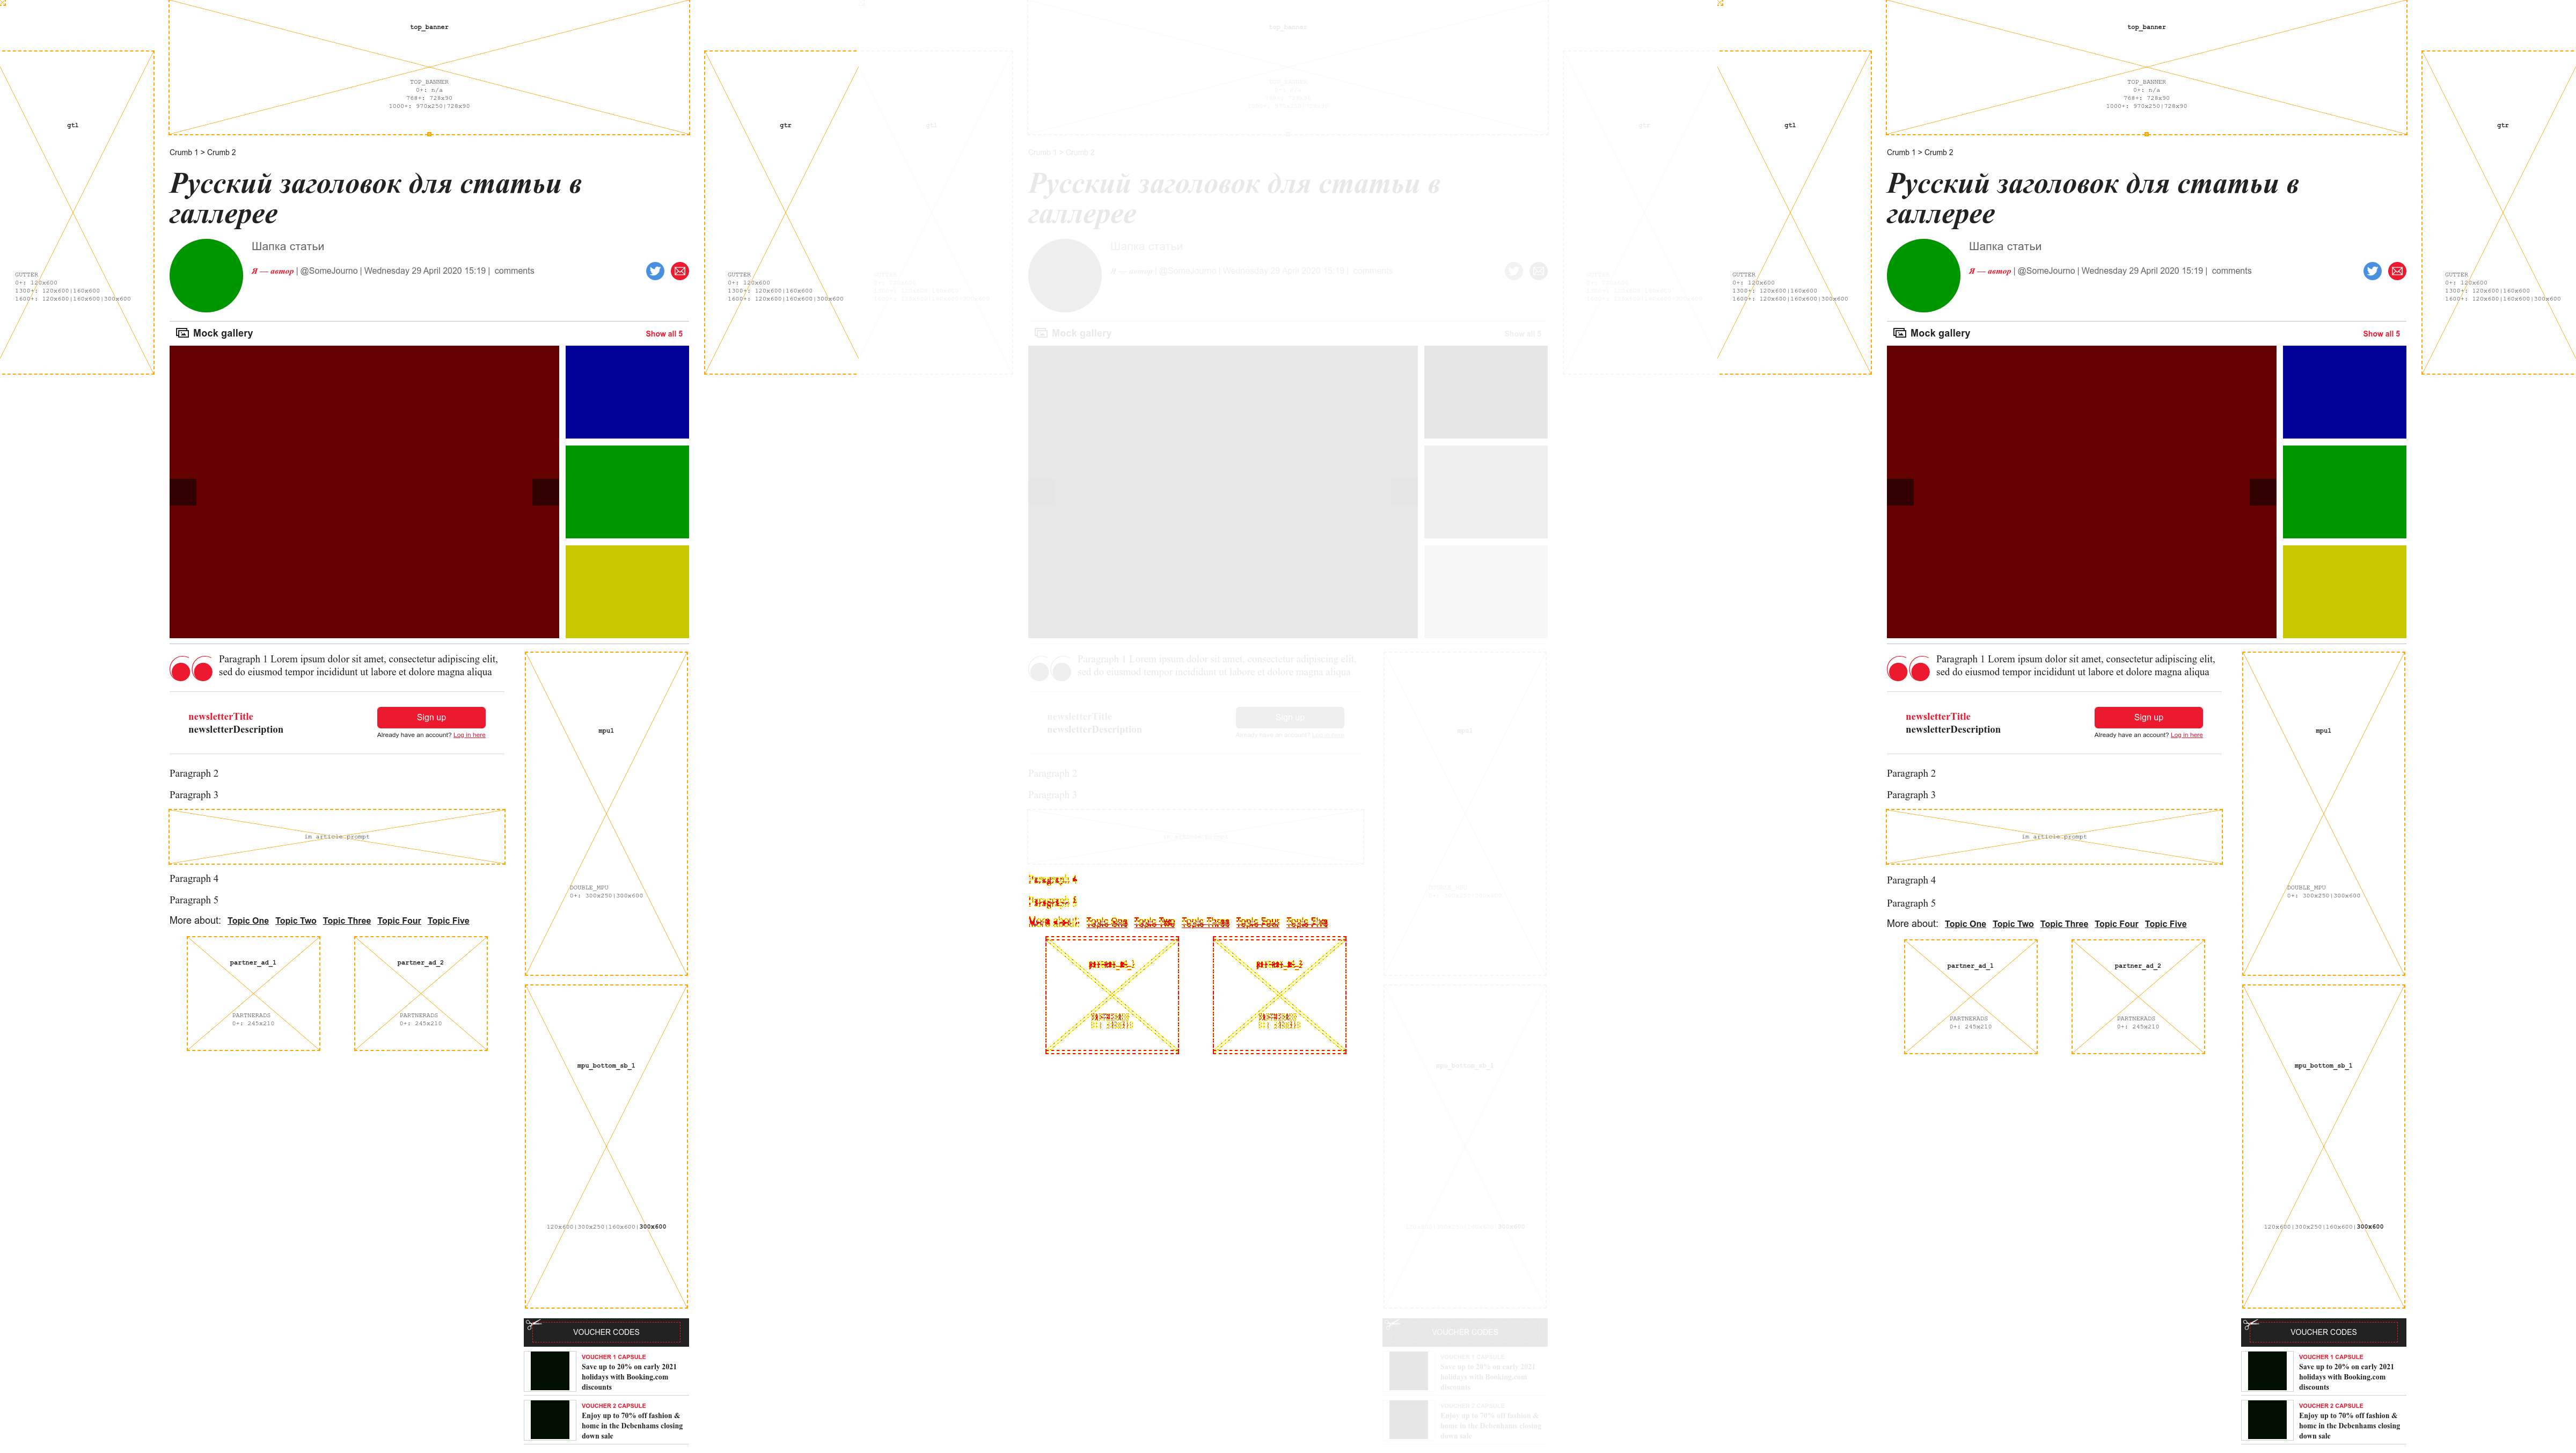 top_banner
TOP_BANNER
0+: n/a
768+: 728x90
1000+: 970x250|728x90
gtl
GUTTER
0+: 120x600
1300+: 120x600|160x600
1600+: 120x600|160x600|300x600
gtr
GUTTER
0+: 120x600
1300+: 120x600|160x600
1600+: 120x600|160x600|300x600
Crumb 1 > Crumb 2
Русский заголовок для статьи в
галлерее
Шапка статьи
Я — автор | @SomeJourno | Wednesday 29 April 2020 15:19 | comments
Mock gallery
Show all 5
Paragraph 1 Lorem ipsum dolor sit amet, consectetur adipiscing elit,
sed do eiusmod tempor incididunt ut labore et dolore magna aliqua
newsletterTitle
newsletterDescription
Sign up
Already have an account? Log in here
Paragraph 2
Paragraph 3
in article prompt
Paragraph 4
Paragraph 5
More about: Topic One Topic Two Topic Three Topic Four Topic Five
partner_ad_1
PARTNERADS
0+: 245x210
partner_ad_2
PARTNERADS
0+: 245x210
mpu1
DOUBLE_MPU
0+: 300x250|300x600
mpu_bottom_sb_1
120x600|300x250|160x600|300x600
VOUCHER CODES
VOUCHER 1 CAPSULE
Save up to 20% on early 2021
holidays with Booking.com
discounts
VOUCHER 2 CAPSULE
Enjoy up to 70% off fashion &
home in the Debenhams closing
down sale
top_banner
Crumb 1 > Crumb 2
Русский заголовок для статьи в
галлерее
Шапка статьи
Я — автор | @SomeJourno | Wednesday 29 April 2020 15:19 | comments
Mock gallery
Show all 5
Paragraph 1 Lorem ipsum dolor sit amet, consectetur adipiscing elit,
sed do eiusmod tempor incididunt ut labore et dolore magna aliqua
newsletterTitle
newsletterDescription
Sign up
Already have an account? Log in here
Paragraph 2
Paragraph 3
More about: Topic One Topic Two Topic Three Topic Four Topic Five
mpu1
VOUCHER CODES
VOUCHER 1 CAPSULE
Save up to 20% on early 2021
holidays with Booking.com
discounts
VOUCHER 2 CAPSULE
Enjoy up to 70% off fashion &
home in the Debenhams closing
down sale
top_banner
TOP_BANNER
0+: n/a
768+: 728x90
1000+: 970x250|728x90
gtl
GUTTER
0+: 120x600
1300+: 120x600|160x600
1600+: 120x600|160x600|300x600
gtr
GUTTER
0+: 120x600
1300+: 120x600|160x600
1600+: 120x600|160x600|300x600
Crumb 1 > Crumb 2
Русский заголовок для статьи в
галлерее
Шапка статьи
Я — автор | @SomeJourno | Wednesday 29 April 2020 15:19 | comments
Mock gallery
Show all 5
Paragraph 1 Lorem ipsum dolor sit amet, consectetur adipiscing elit,
sed do eiusmod tempor incididunt ut labore et dolore magna aliqua
newsletterTitle
newsletterDescription
Sign up
Already have an account? Log in here
Paragraph 2
Paragraph 3
in article prompt
Paragraph 4
Paragraph 5
More about: Topic One Topic Two Topic Three Topic Four Topic Five
partner_ad_1
PARTNERADS
0+: 245x210
partner_ad_2
PARTNERADS
0+: 245x210
mpu1
DOUBLE_MPU
0+: 300x250|300x600
mpu_bottom_sb_1
120x600|300x250|160x600|300x600
VOUCHER CODES
VOUCHER 1 CAPSULE
Save up to 20% on early 2021
holidays with Booking.com
discounts
VOUCHER 2 CAPSULE
Enjoy up to 70% off fashion &
home in the Debenhams closing
down sale